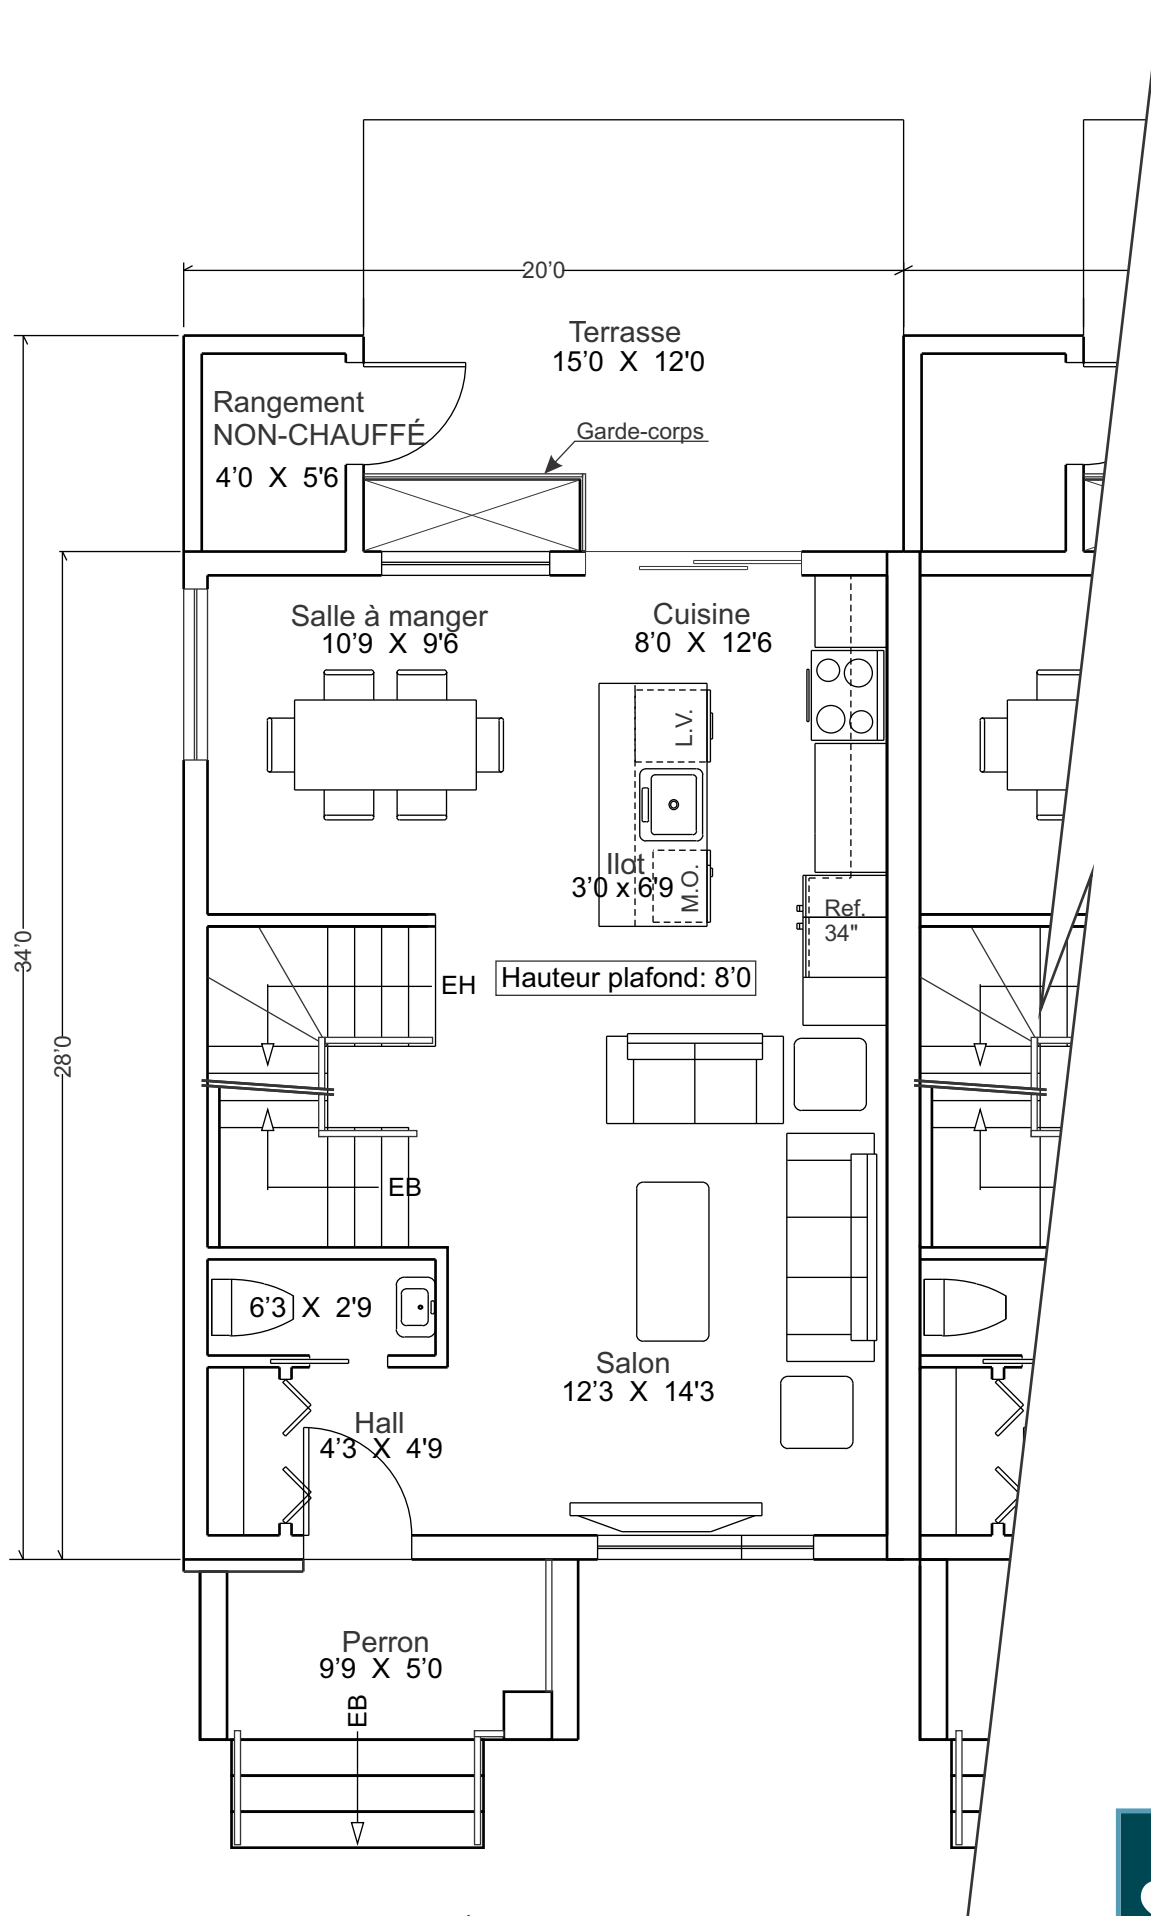 20'0
Terrasse
15'0 X 12'0
Rangement
NON-CHAUFFÉ
4'0 X 5'6
Garde-corps
Salle à manger
10'9 X 9'6
Cuisine
8'0 X 12'6
L.V.
Ilot
3'0 x 6'9
M.O.
Ref.
34"
34'0
28'0
EH
Hauteur plafond: 8'0
EB
6'3 X 2'9
Salon
12'3 X 14'3
Hall
4'3 X 4'9
Perron
9'9 X 5'0
EB